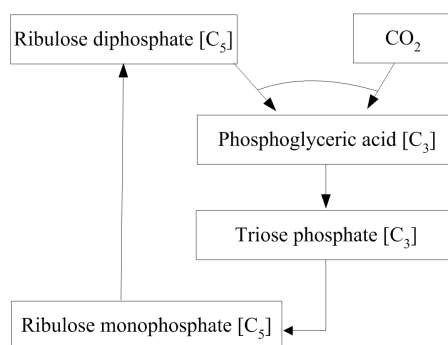 Ribulose diphosphate [C₅]
CO₂
Phosphoglyceric acid [C₃]
Triose phosphate [C₃]
Ribulose monophosphate [C₅]